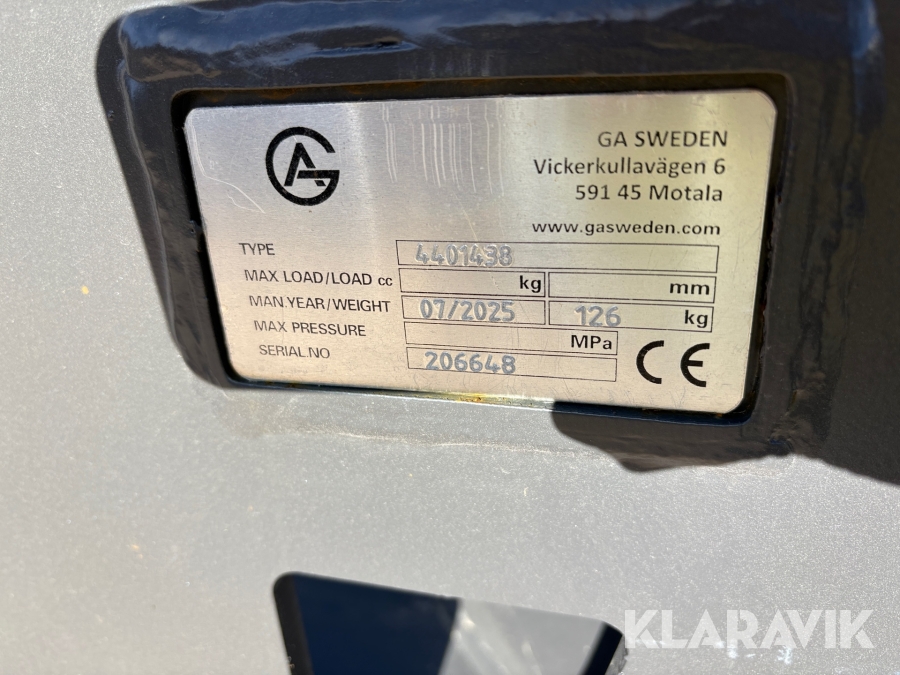 GA
GA SWEDEN
Vickerkullavägen 6
591 45 Motala
www.gasweden.com
TYPE 4401438
MAX LOAD/LOAD cc kg mm
MAN.YEAR/WEIGHT 07/2025 126 kg
MAX PRESSURE MPa
SERIAL.NO 206648
CE
KLARAVIK